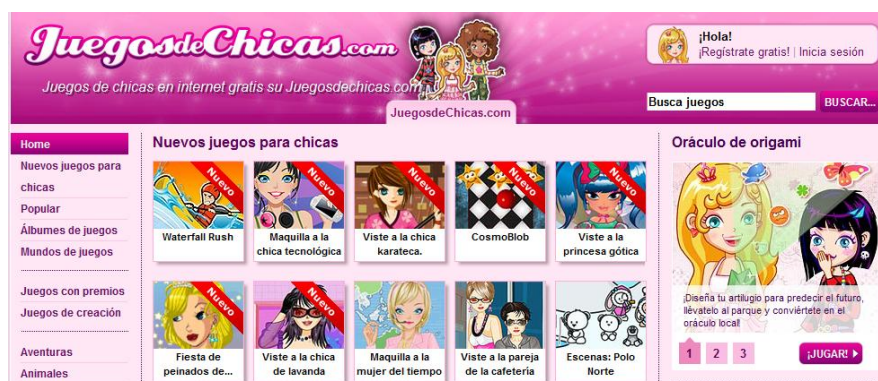 JuegosdeChicas.com
Juegos de chicas en internet gratis su Juegosdechicas.com
JuegosdeChicas.com
¡Hola!
¡Regístrate gratis! | Inicia sesión
Busca juegos
BUSCAR...
Home
Nuevos juegos para
chicas
Popular
Álbumes de juegos
Mundos de juegos
Juegos con premios
Juegos de creación
Aventuras
Animales
Nuevos juegos para chicas
Nuevo
Nuevo
Nuevo
Nuevo
Nuevo
Waterfall Rush
Maquilla a la
chica tecnológica
Viste a la chica
karateca.
CosmoBlob
Viste a la
princesa gótica
Nuevo
Nuevo
Fiesta de
peinados de...
Viste a la chica
de lavanda
Maquilla a la
mujer del tiempo
Viste a la pareja
de la cafetería
Escenas: Polo
Norte
Oráculo de origami
¡Diseña tu artilugio para predecir el futuro,
llévatelo al parque y conviértete en el
oráculo local!
1 2 3
¡JUGAR!